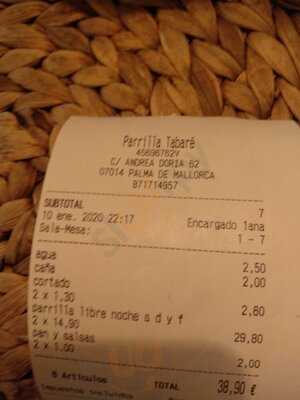 Parrilla Tabaré
45696762V
C/ ANDREA DORIA 62
07014 PALMA DE MALLORCA
871714957
SUBTOTAL 7
10 ene. 2020 22:17 Encargado 1ana
Sala-Mesa: 1 - 7
agua 2,50
caña 2,00
cortado
2 x 1,30 2,60
parrilla libre noche s d y f
2 x 14,90 29,80
pan y salsas
2 x 1,00 2,00
8 Artículos TOTAL 38,90 €